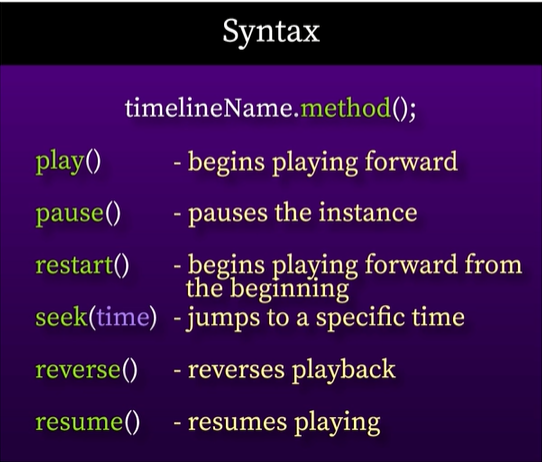 Syntax
timelineName.method();
play() - begins playing forward
pause() - pauses the instance
restart() - begins playing forward from
the beginning
seek(time) - jumps to a specific time
reverse() - reverses playback
resume() - resumes playing